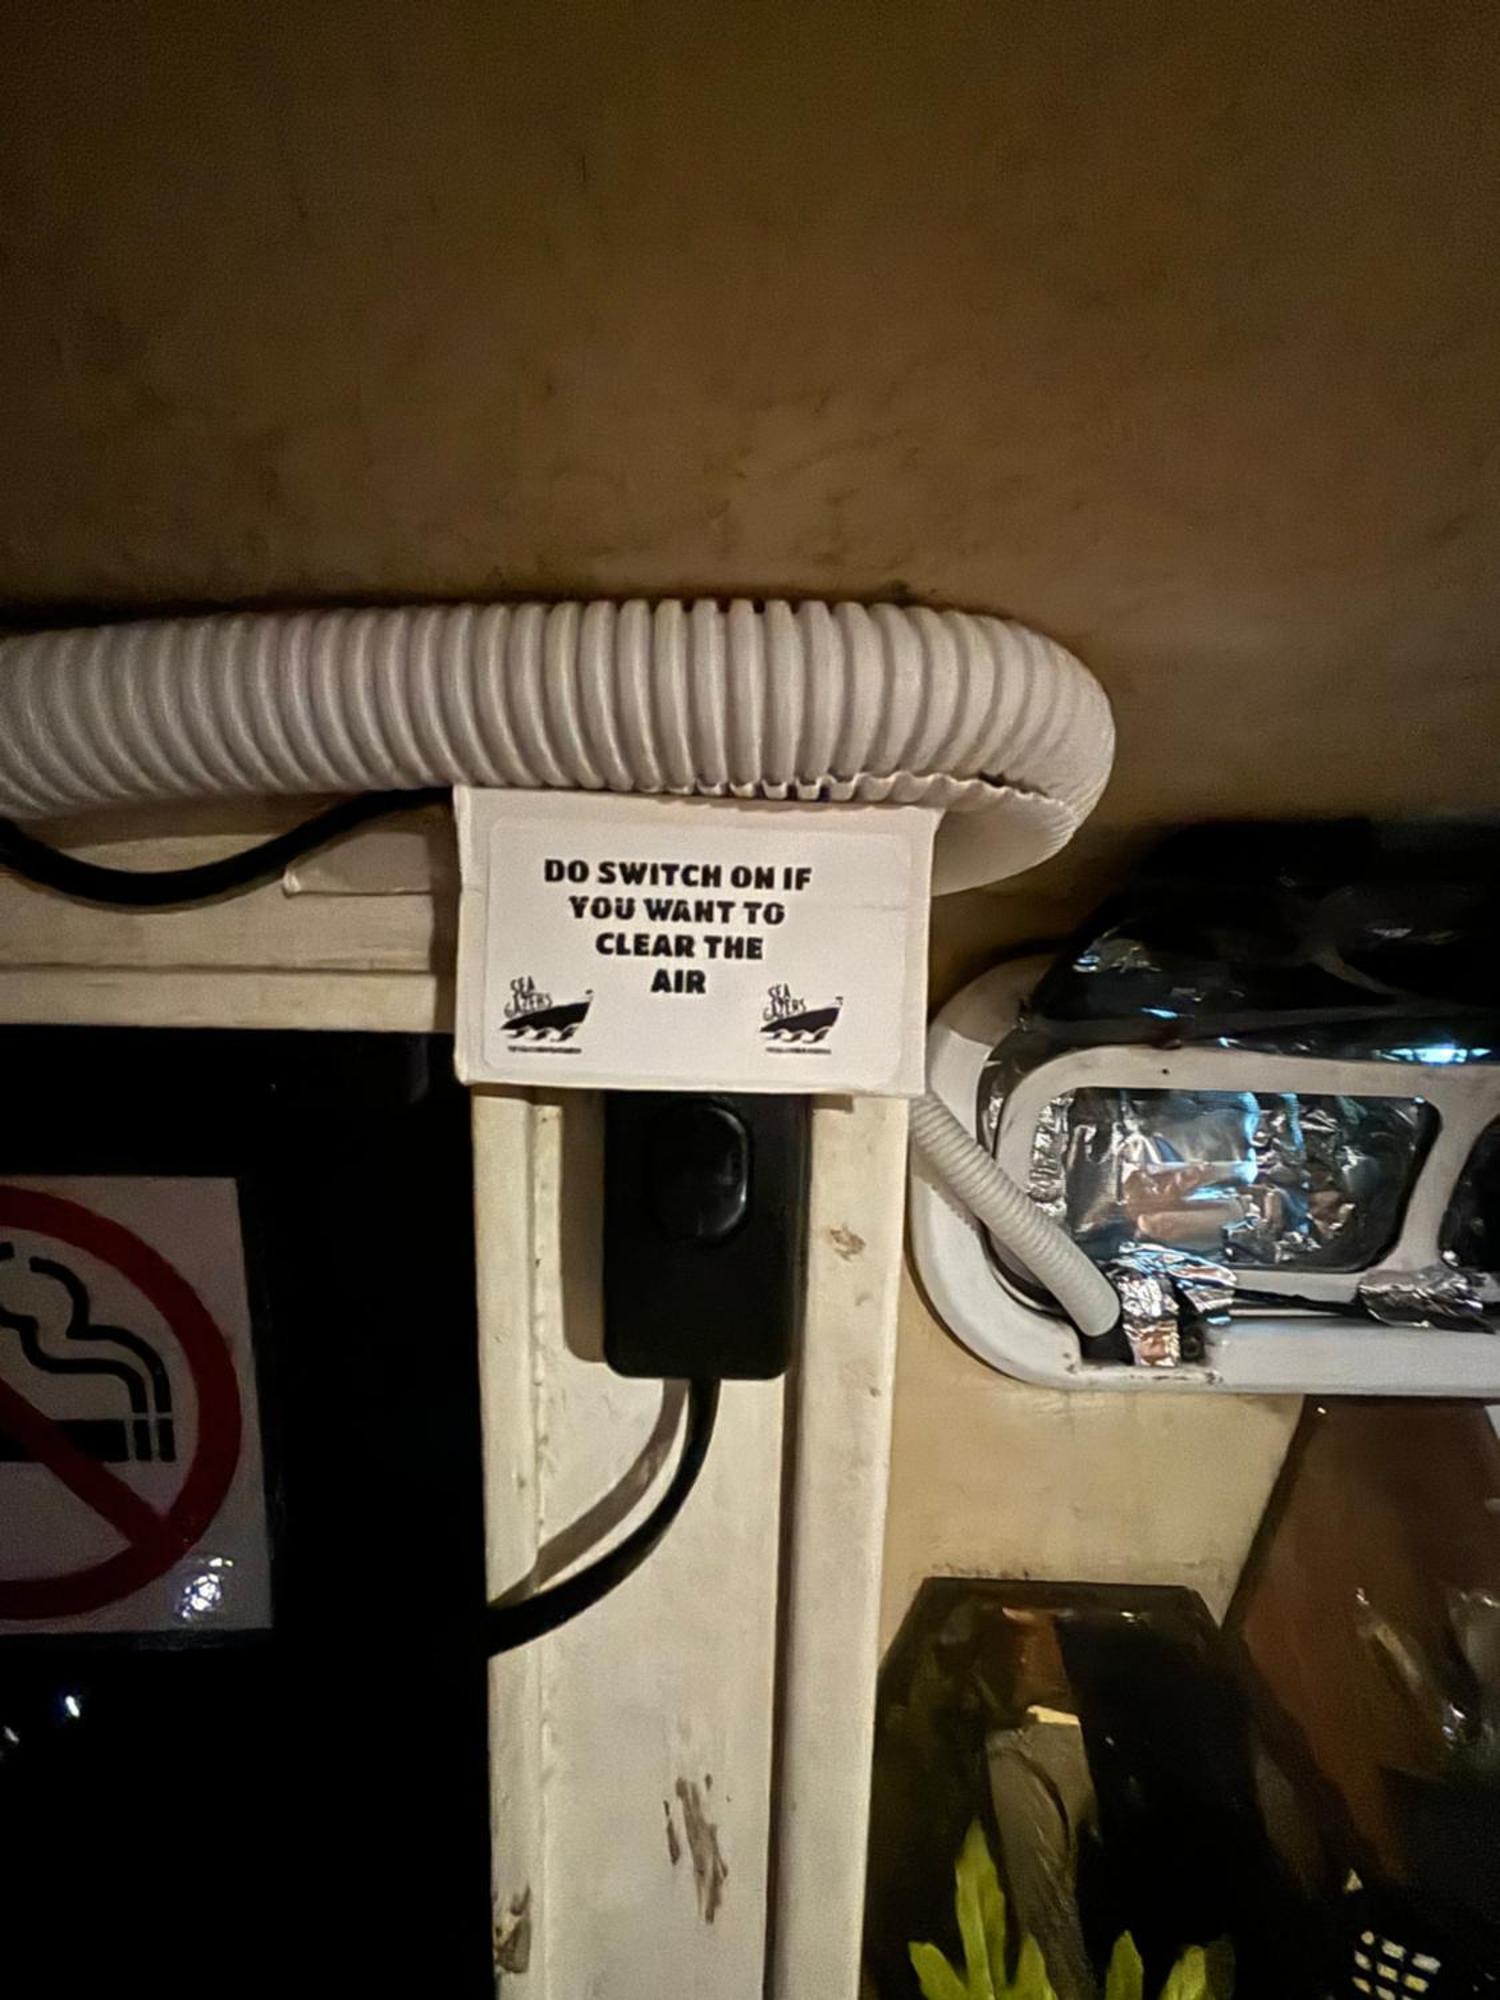 DO SWITCH ON IF
YOU WANT TO
CLEAR THE
AIR
SEA
GAZERS
SEA
GAZERS